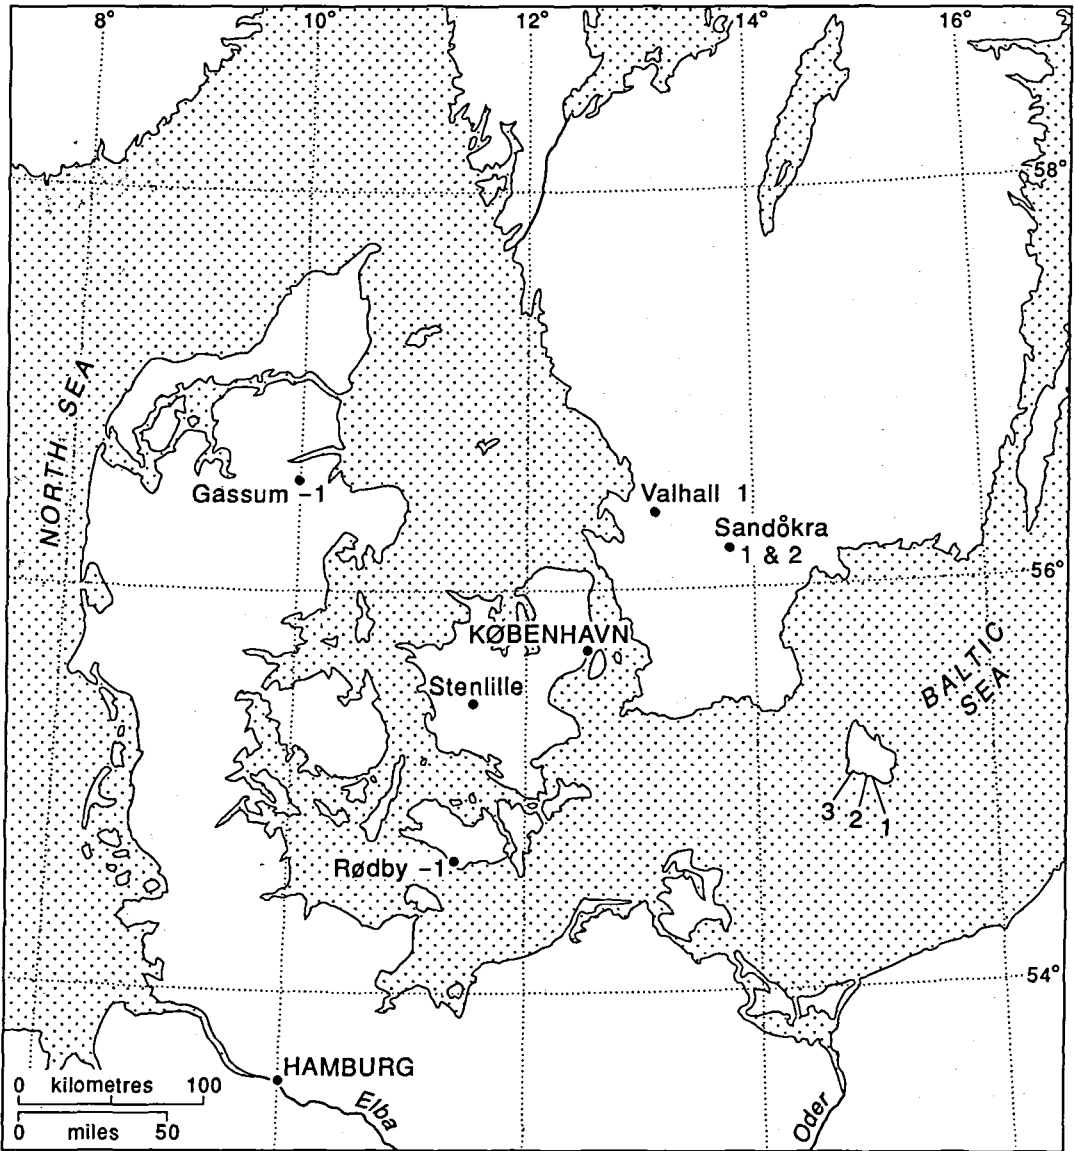 8° 10° 12° 14° 16°
58°
NORTH SEA
Gassum -1
Valhall 1
Sandôkra
1 & 2
56°
KØBENHAVN
Stenlille
BALTIC
SEA
3 2 1
Rødby -1
54°
HAMBURG
Elba
Oder
0 kilometres 100
0 miles 50